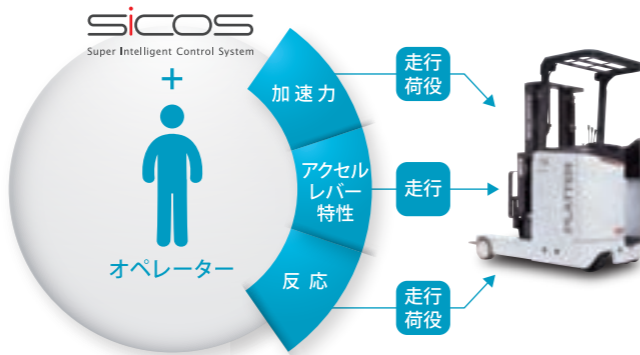 SiCOS
Super Intelligent Control System
+
オペレーター
加速力
アクセル
レバー
特性
反応
走行
荷役
走行
走行
荷役
PLATTER